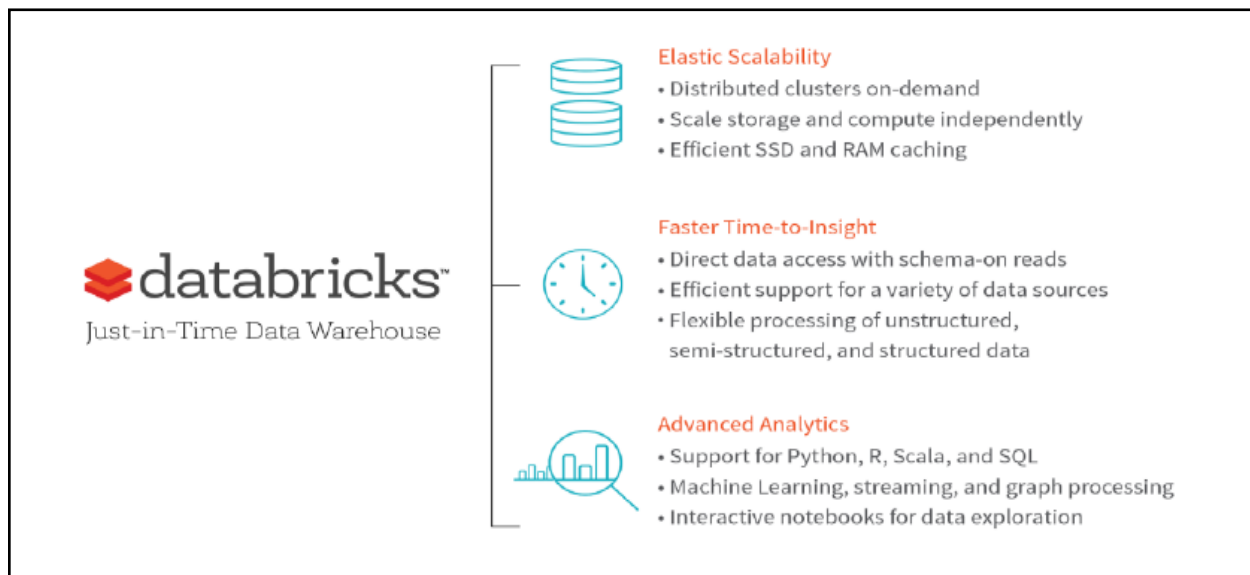 databricks™
Just-in-Time Data Warehouse
Elastic Scalability
• Distributed clusters on-demand
• Scale storage and compute independently
• Efficient SSD and RAM caching
Faster Time-to-Insight
• Direct data access with schema-on reads
• Efficient support for a variety of data sources
• Flexible processing of unstructured,
semi-structured, and structured data
Advanced Analytics
• Support for Python, R, Scala, and SQL
• Machine Learning, streaming, and graph processing
• Interactive notebooks for data exploration